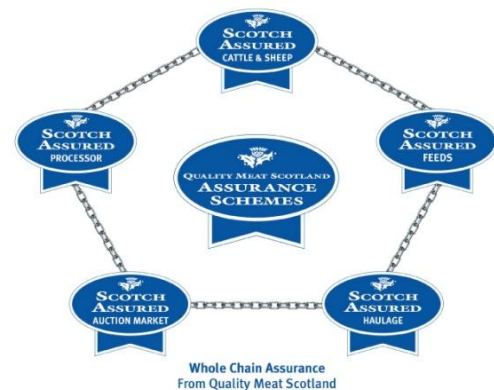 SCOTCH
ASSURED
CATTLE & SHEEP
SCOTCH
ASSURED
PROCESSOR
SCOTCH
ASSURED
FEEDS
QUALITY MEAT SCOTLAND
ASSURANCE
SCHEMES
SCOTCH
ASSURED
AUCTION MARKET
SCOTCH
ASSURED
HAULAGE
Whole Chain Assurance
From Quality Meat Scotland